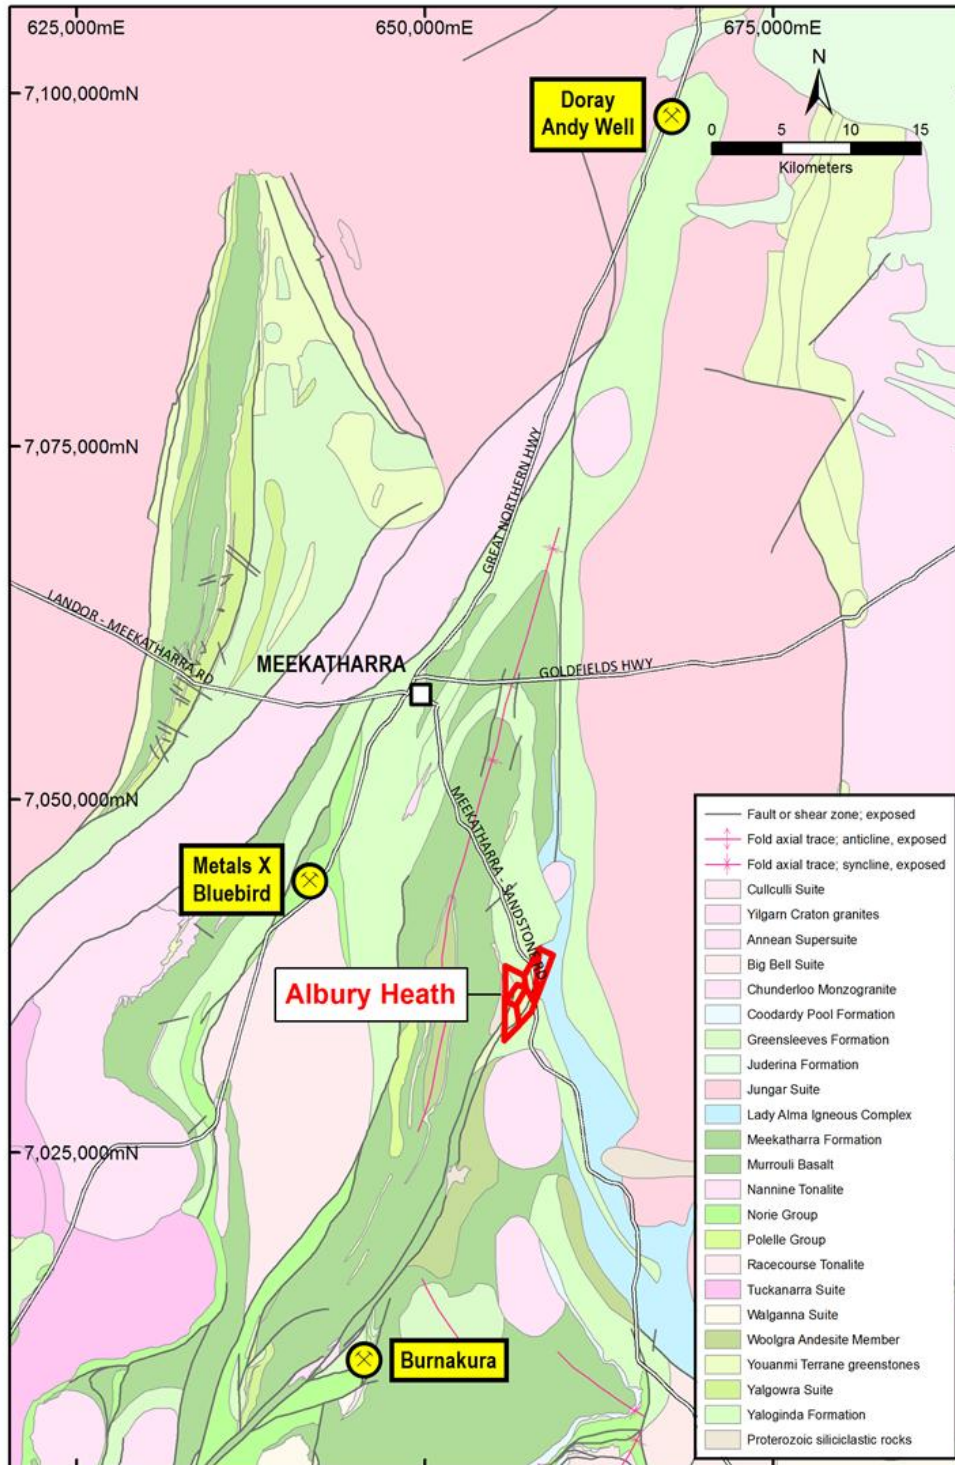 625,000mE
650,000mE
675,000mE
7,100,000mN
Doray
Andy Well
N
0 5 10 15
Kilometers
7,075,000mN
GREAT NORTHERN HWY
LANDOR - MEEKATHARRA RD
MEEKATHARRA
GOLDFIELDS HWY
7,050,000mN
MEEKATHARRA - SANDSTONE RD
Metals X
Bluebird
Albury Heath
7,025,000mN
Burnakura
Fault or shear zone; exposed
Fold axial trace; anticline, exposed
Fold axial trace; syncline, exposed
Cullculli Suite
Yilgarn Craton granites
Annean Supersuite
Big Bell Suite
Chunderloo Monzogranite
Coodardy Pool Formation
Greensleeves Formation
Juderina Formation
Jungar Suite
Lady Alma Igneous Complex
Meekatharra Formation
Murrouli Basalt
Nannine Tonalite
Norie Group
Polelle Group
Racecourse Tonalite
Tuckanarra Suite
Walganna Suite
Woolgra Andesite Member
Youanmi Terrane greenstones
Yalgowra Suite
Yaloginda Formation
Proterozoic siliciclastic rocks